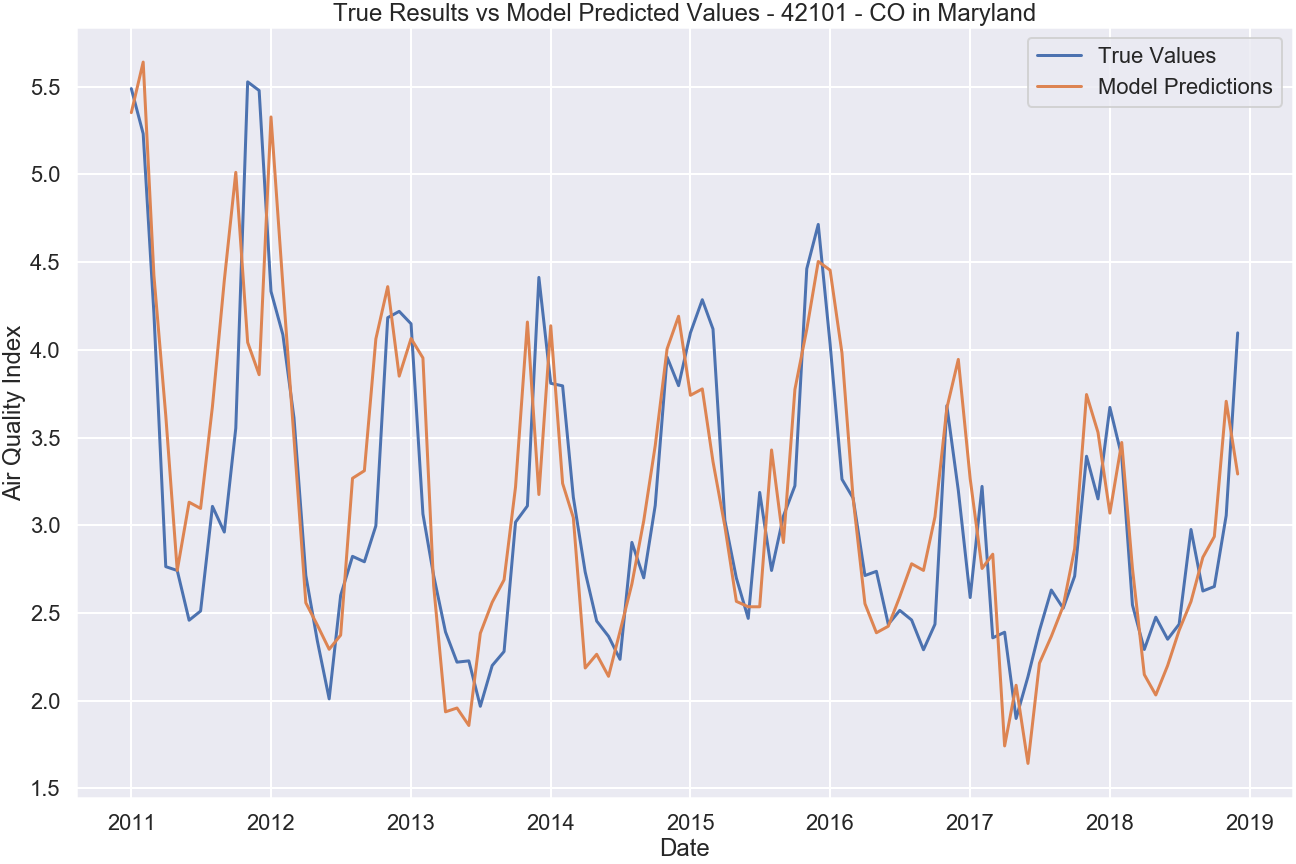 True Results vs Model Predicted Values - 42101 - CO in Maryland
True Values
Model Predictions
Air Quality Index
5.5
5.0
4.5
4.0
3.5
3.0
2.5
2.0
1.5
2011 2012 2013 2014 2015 2016 2017 2018 2019
Date